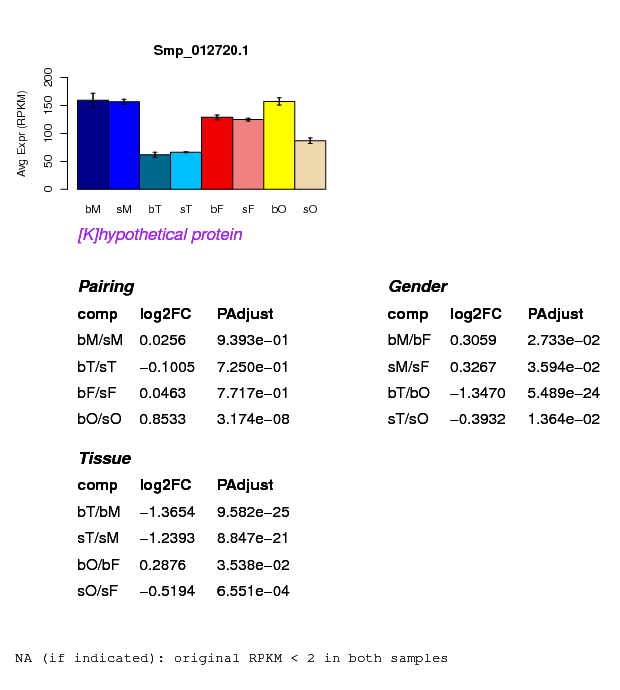 Smp_012720.1
Avg Expr (RPKM)
200
150
100
50
0
bM sM bT sT bF sF bO sO
[K]hypothetical protein
Pairing
comp log2FC PAdjust
bM/sM 0.0256 9.393e−01
bT/sT −0.1005 7.250e−01
bF/sF 0.0463 7.717e−01
bO/sO 0.8533 3.174e−08
Gender
comp log2FC PAdjust
bM/bF 0.3059 2.733e−02
sM/sF 0.3267 3.594e−02
bT/bO −1.3470 5.489e−24
sT/sO −0.3932 1.364e−02
Tissue
comp log2FC PAdjust
bT/bM −1.3654 9.582e−25
sT/sM −1.2393 8.847e−21
bO/bF 0.2876 3.538e−02
sO/sF −0.5194 6.551e−04
NA (if indicated): original RPKM < 2 in both samples